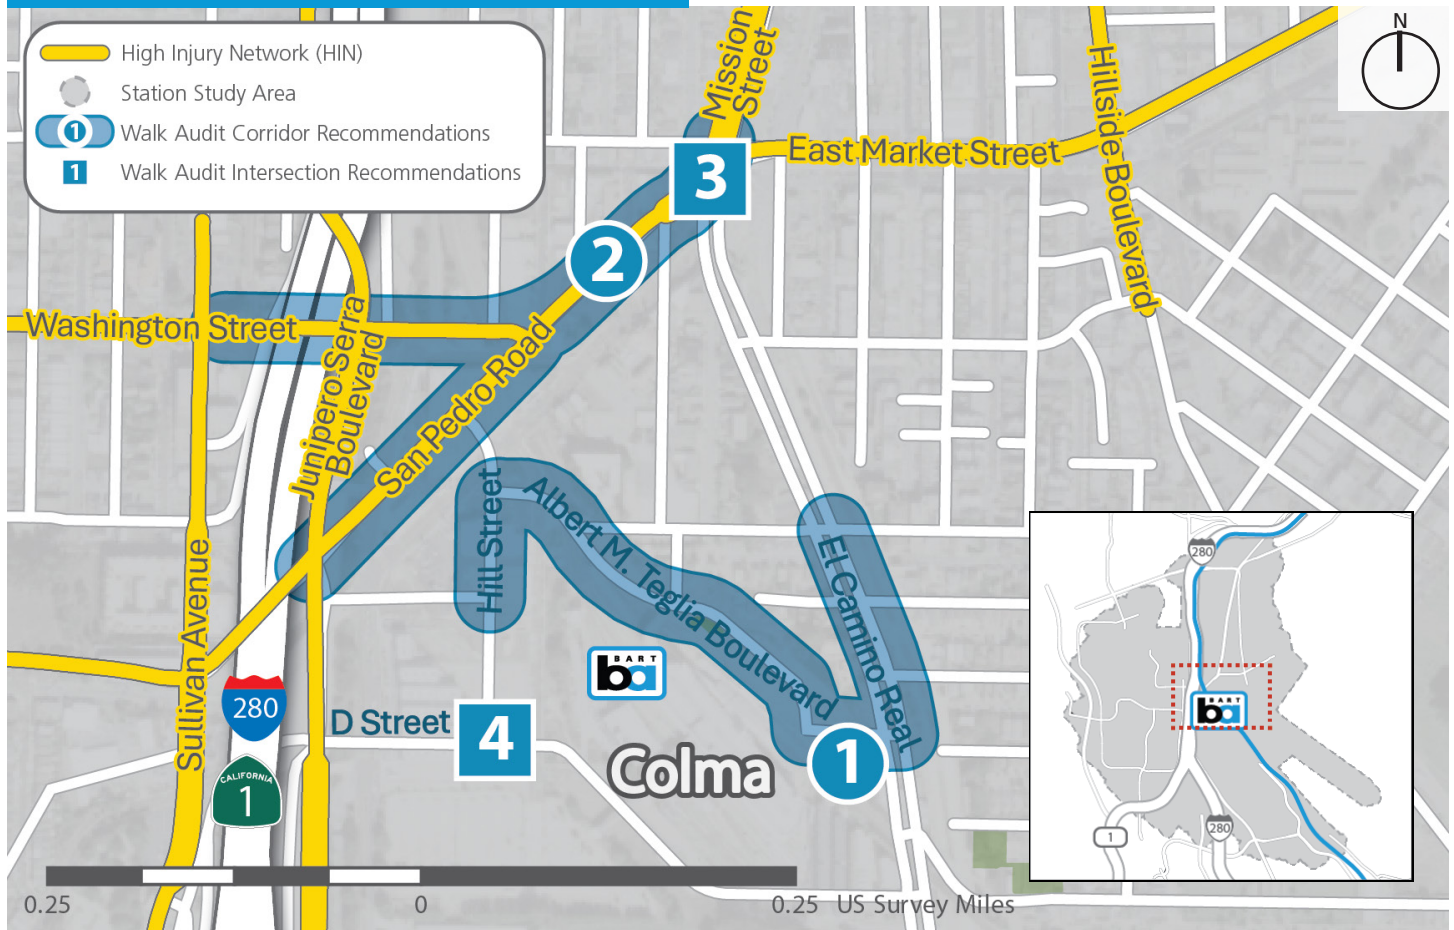 High Injury Network (HIN)
Station Study Area
1 Walk Audit Corridor Recommendations
1 Walk Audit Intersection Recommendations
N
Mission
Street
East Market Street
Hillside Boulevard
3
2
Washington Street
Junipero Serra
Boulevard
San Pedro Road
Hill Street
Albert M. Teglia Boulevard
El Camino Real
Sullivan Avenue
BART
ba
280
D Street
4
Colma
1
CALIFORNIA
1
0.25
0
0.25 US Survey Miles
280
BART
ba
1
280